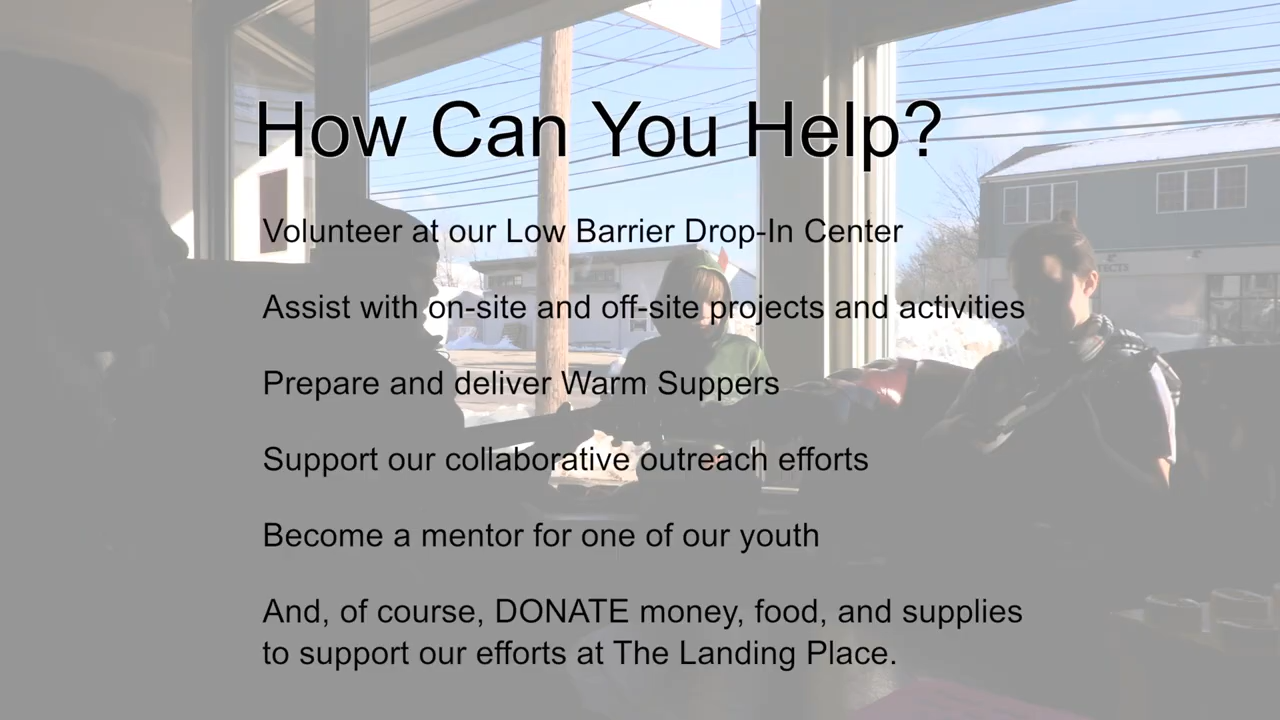 How Can You Help?
Volunteer at our Low Barrier Drop-In Center
Assist with on-site and off-site projects and activities
Prepare and deliver Warm Suppers
Support our collaborative outreach efforts
Become a mentor for one of our youth
And, of course, DONATE money, food, and supplies
to support our efforts at The Landing Place.